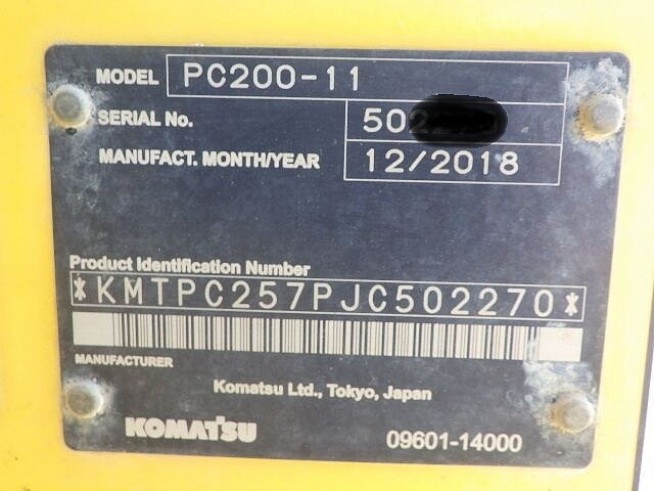 MODEL PC200-11
SERIAL No. 502
MANUFACT. MONTH/YEAR 12/2018
Product Identification Number
*KMTPC257PJC502270*
MANUFACTURER
Komatsu Ltd., Tokyo, Japan
KOMATSU 09601-14000